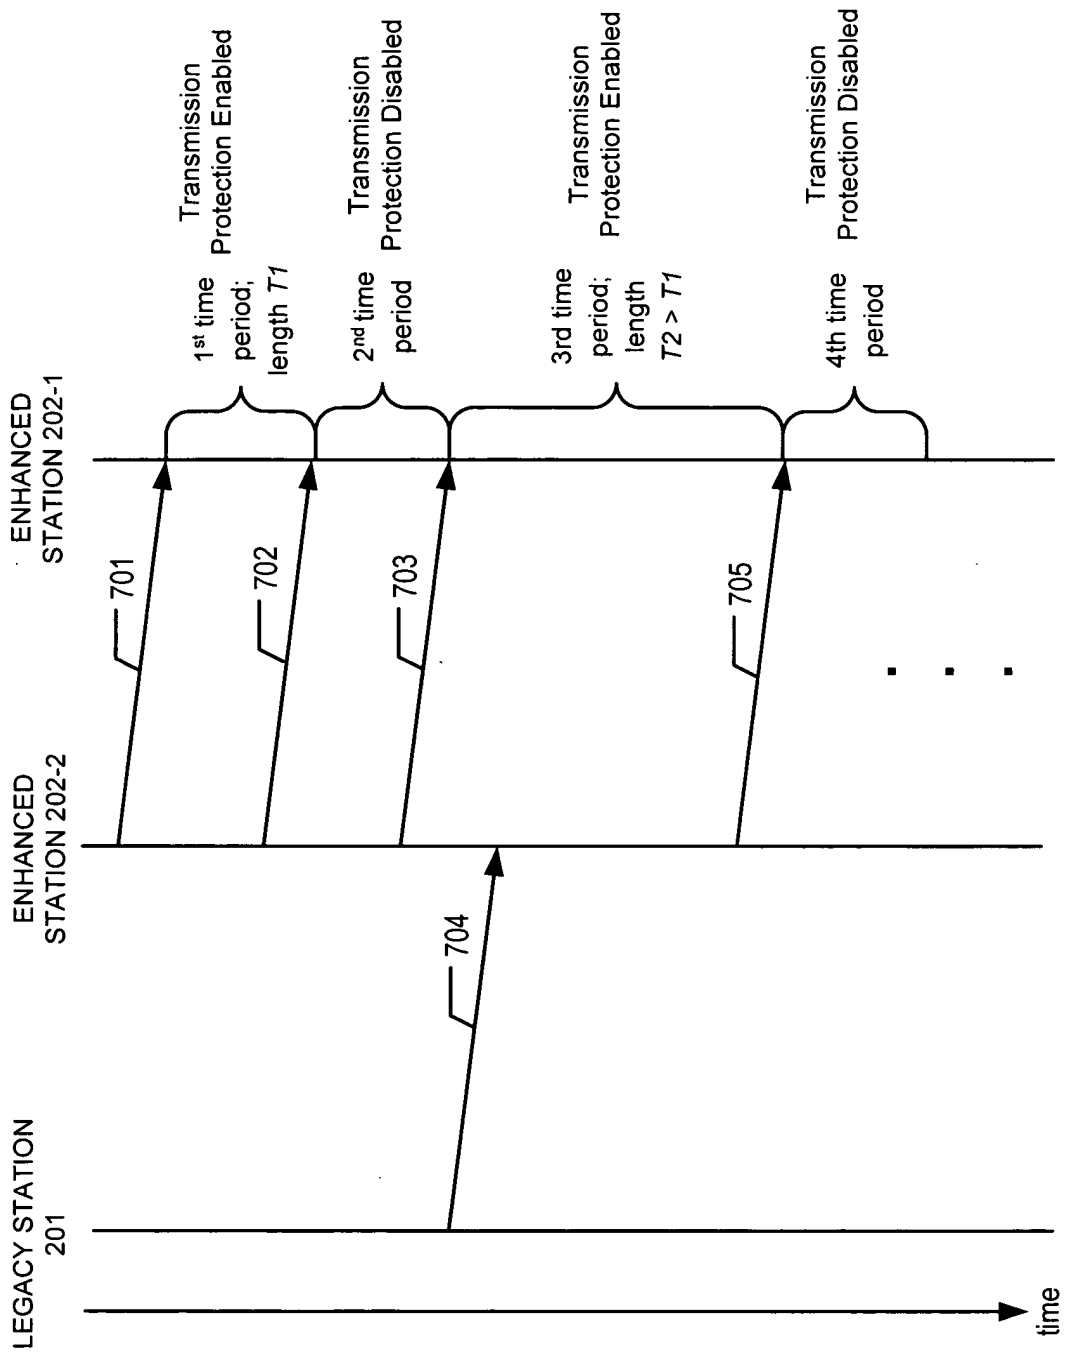 LEGACY STATION
201
ENHANCED
STATION 202-2
ENHANCED
STATION 202-1
701
702
703
704
705
1st time
period;
length T1
Transmission
Protection Enabled
2nd time
period
Transmission
Protection Disabled
3rd time
period;
length
T2 > T1
Transmission
Protection Enabled
4th time
period
Transmission
Protection Disabled
time